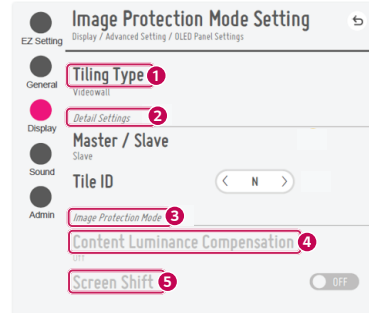 Image Protection Mode Setting
Display / Advanced Setting / OLED Panel Settings
EZ Setting
General
Display
Sound
Admin
Tiling Type 1
Videowall
Detail Settings 2
Master / Slave
Slave
Tile ID
N
Image Protection Mode 3
Content Luminance Compensation 4
Off
Screen Shift 5
OFF